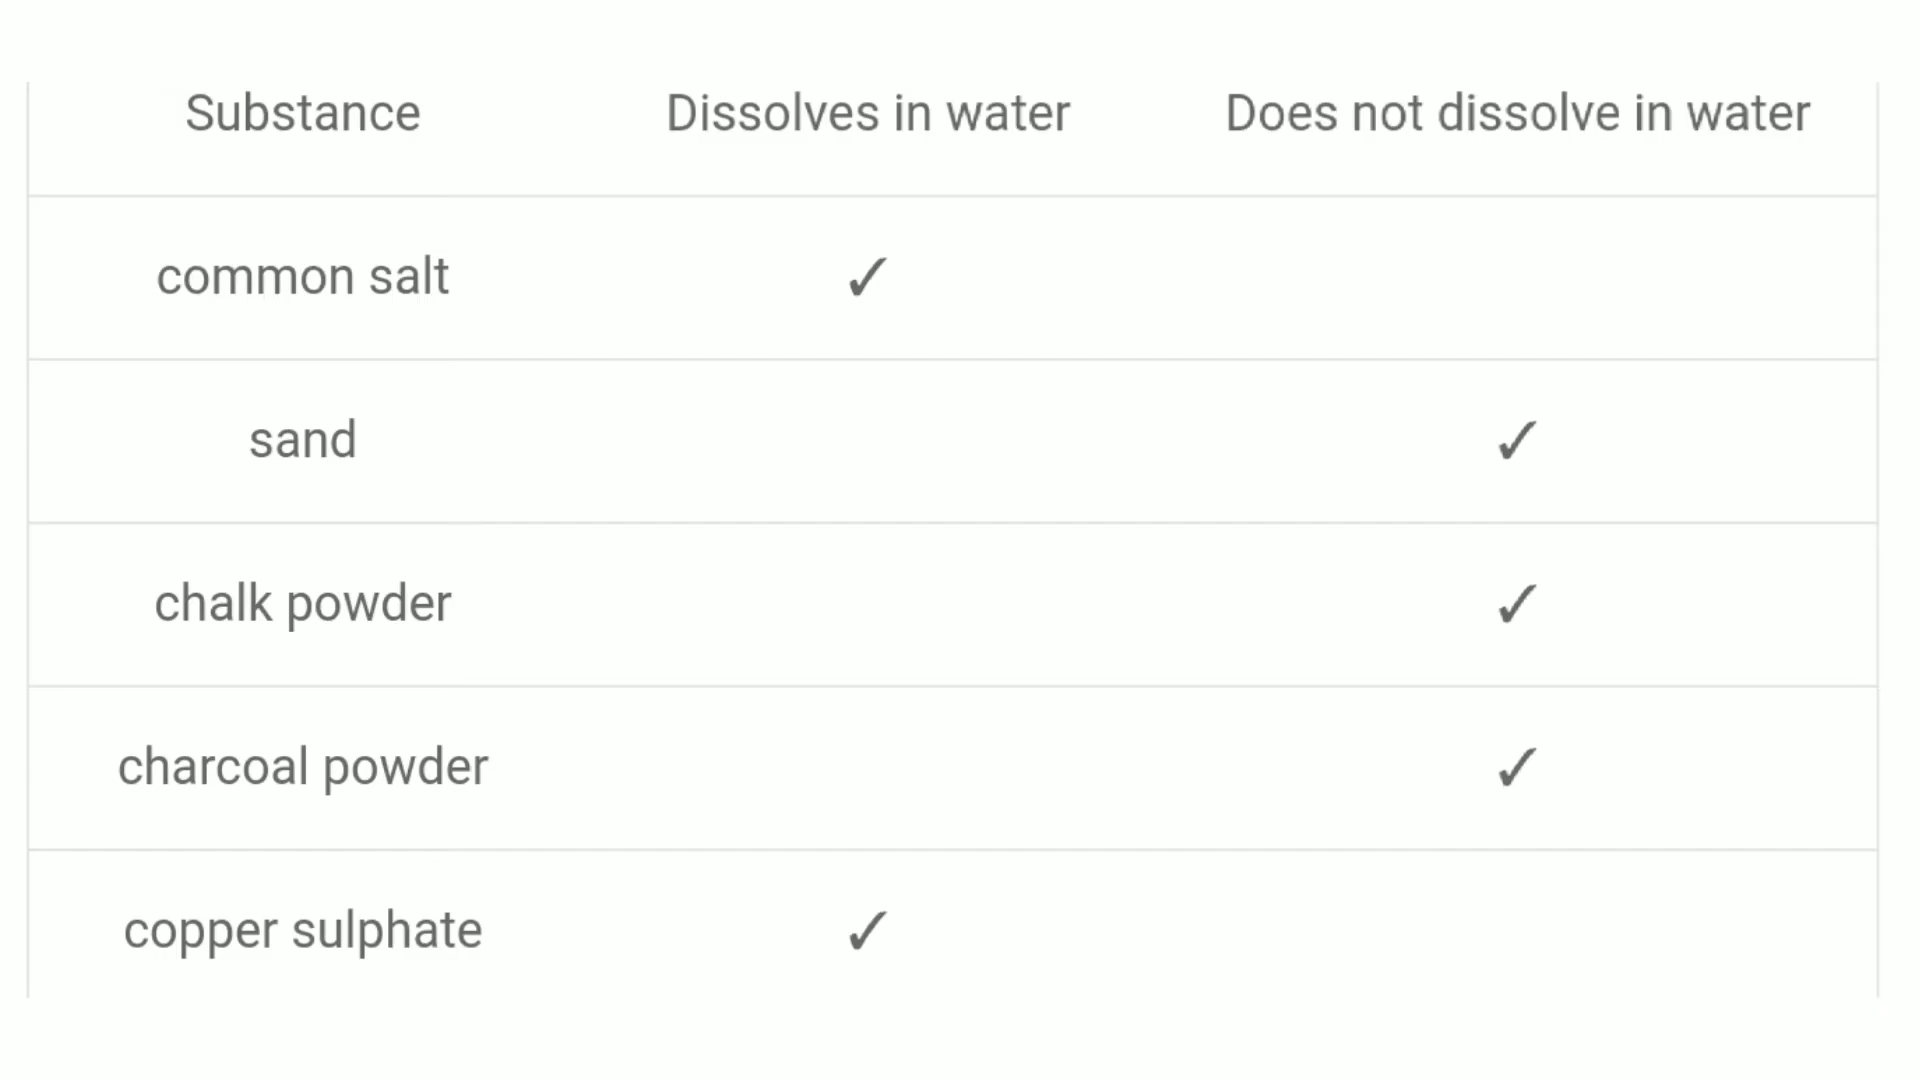 Substance Dissolves in water Does not dissolve in water
common salt ✓
sand ✓
chalk powder ✓
charcoal powder ✓
copper sulphate ✓